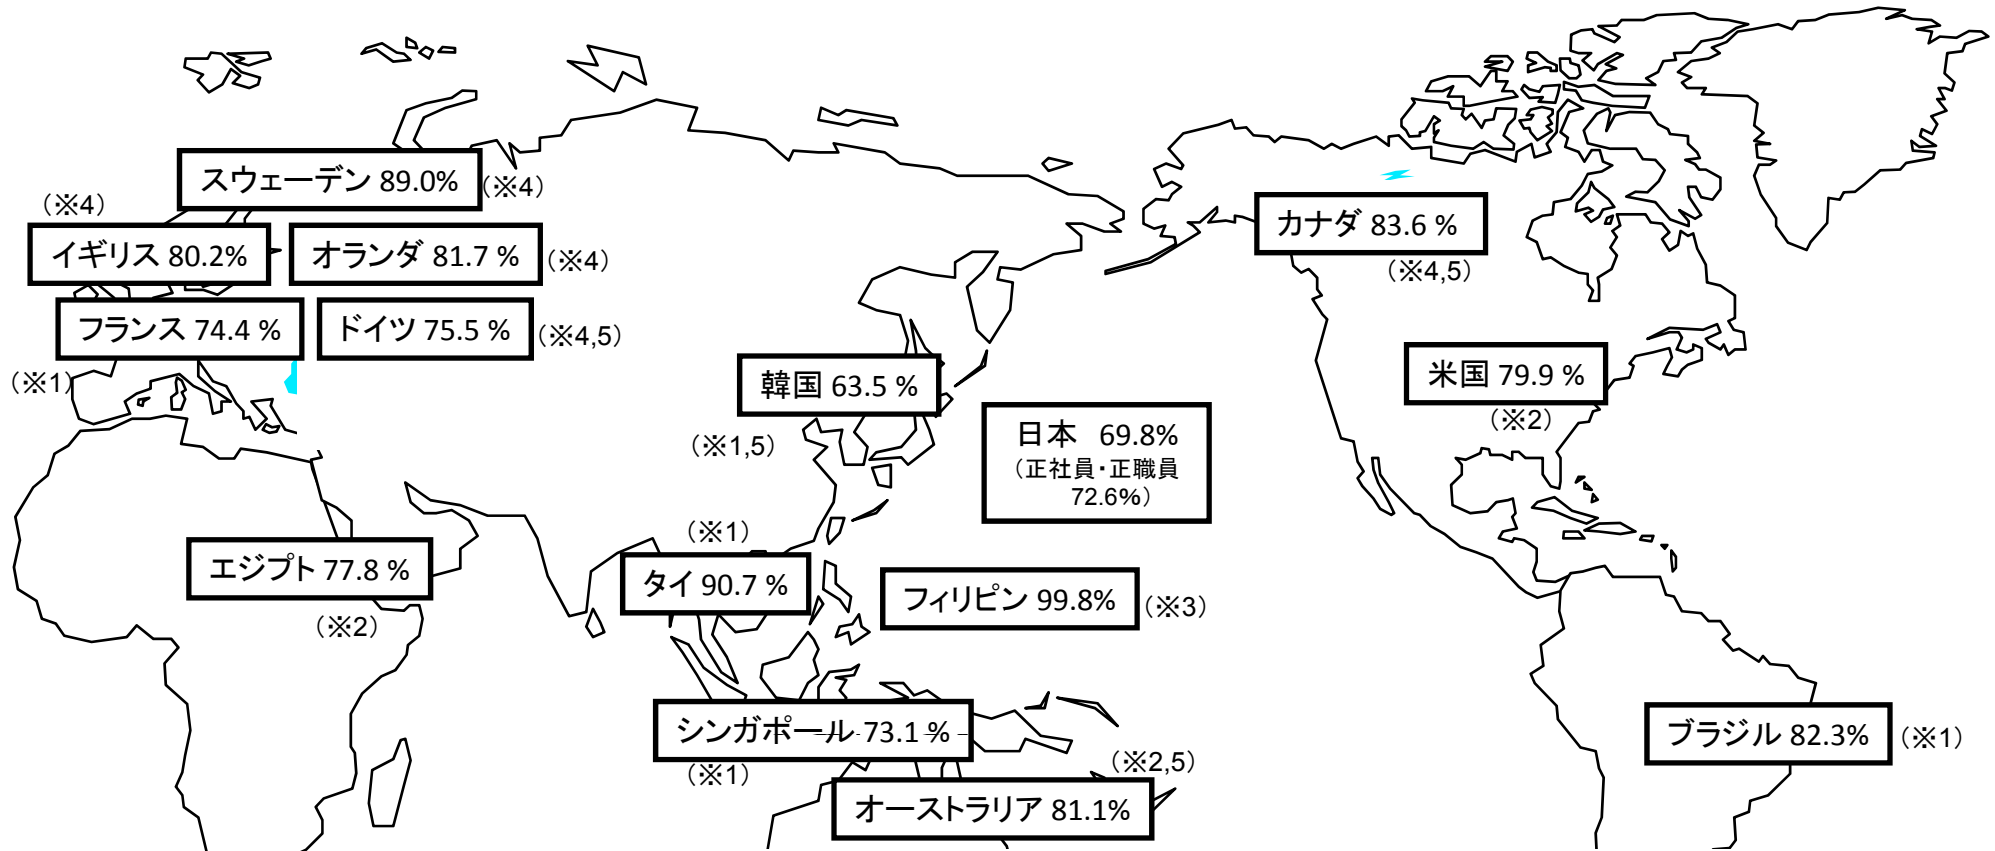 スウェーデン 89.0%
（※4）
（※4）
イギリス 80.2%
オランダ 81.7 %
（※4）
フランス 74.4 %
（※1）
ドイツ 75.5 %
（※4,5）
カナダ 83.6 %
（※4,5）
米国 79.9 %
（※2）
韓国 63.5 %
（※1,5）
日本 69.8%
（正社員・正職員
72.6%）
エジプト 77.8 %
（※2）
（※1）
タイ 90.7 %
フィリピン 99.8%
（※3）
シンガポール 73.1 %
（※1）
（※2,5）
オーストラリア 81.1%
ブラジル 82.3%
（※1）